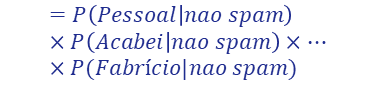 = P(Pessoal|nao spam)
× P(Acabei|nao spam) × ⋯
× P(Fabrício|nao spam)